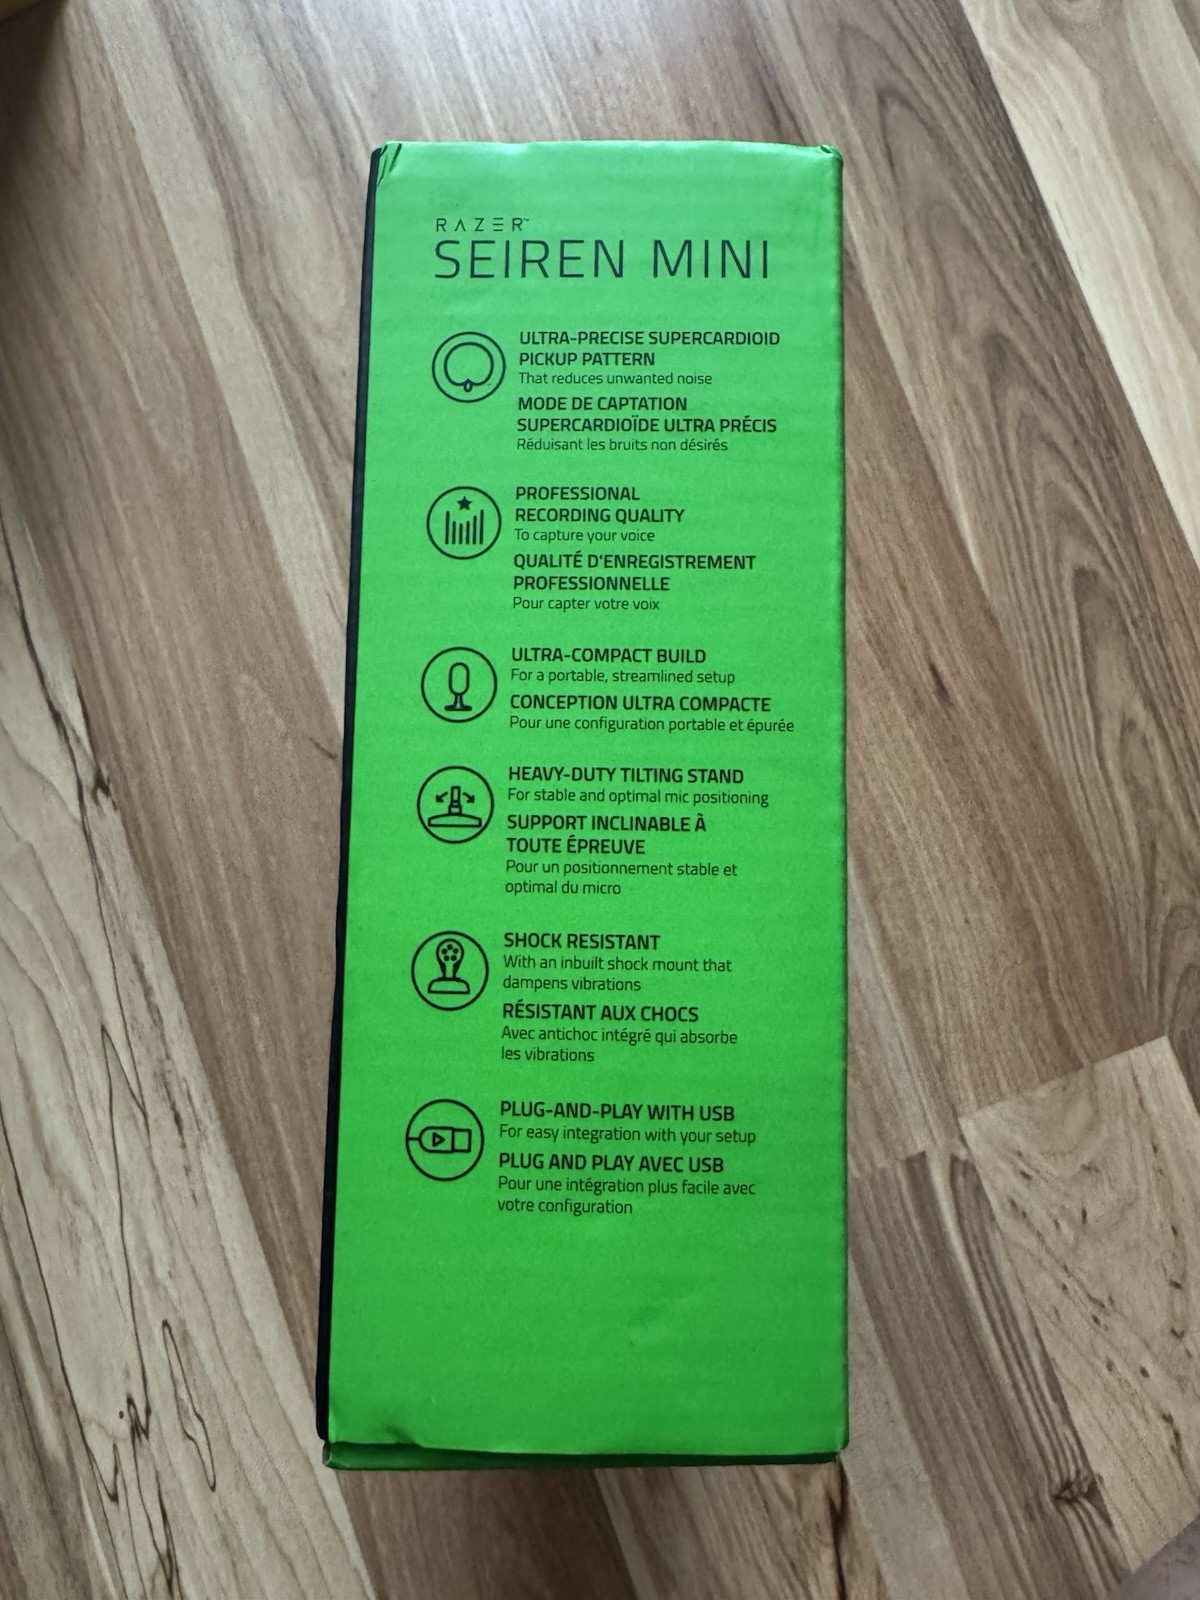 RAZER™
SEIREN MINI
ULTRA-PRECISE SUPERCARDIOID
PICKUP PATTERN
That reduces unwanted noise
MODE DE CAPTATION
SUPERCARDIOÏDE ULTRA PRÉCIS
Réduisant les bruits non désirés
PROFESSIONAL
RECORDING QUALITY
To capture your voice
QUALITÉ D'ENREGISTREMENT
PROFESSIONNELLE
Pour capter votre voix
ULTRA-COMPACT BUILD
For a portable, streamlined setup
CONCEPTION ULTRA COMPACTE
Pour une configuration portable et épurée
HEAVY-DUTY TILTING STAND
For stable and optimal mic positioning
SUPPORT INCLINABLE À
TOUTE ÉPREUVE
Pour un positionnement stable et
optimal du micro
SHOCK RESISTANT
With an inbuilt shock mount that
dampens vibrations
RÉSISTANT AUX CHOCS
Avec antichoc intégré qui absorbe
les vibrations
PLUG-AND-PLAY WITH USB
For easy integration with your setup
PLUG AND PLAY AVEC USB
Pour une intégration plus facile avec
votre configuration